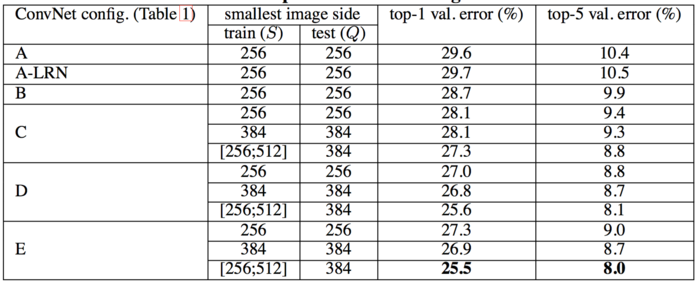 ConvNet config. (Table 1) smallest image side top-1 val. error (%) top-5 val. error (%)
train (S) test (Q)
A 256 256 29.6 10.4
A-LRN 256 256 29.7 10.5
B 256 256 28.7 9.9
C 256 256 28.1 9.4
384 384 28.1 9.3
[256;512] 384 27.3 8.8
D 256 256 27.0 8.8
384 384 26.8 8.7
[256;512] 384 25.6 8.1
E 256 256 27.3 9.0
384 384 26.9 8.7
[256;512] 384 25.5 8.0